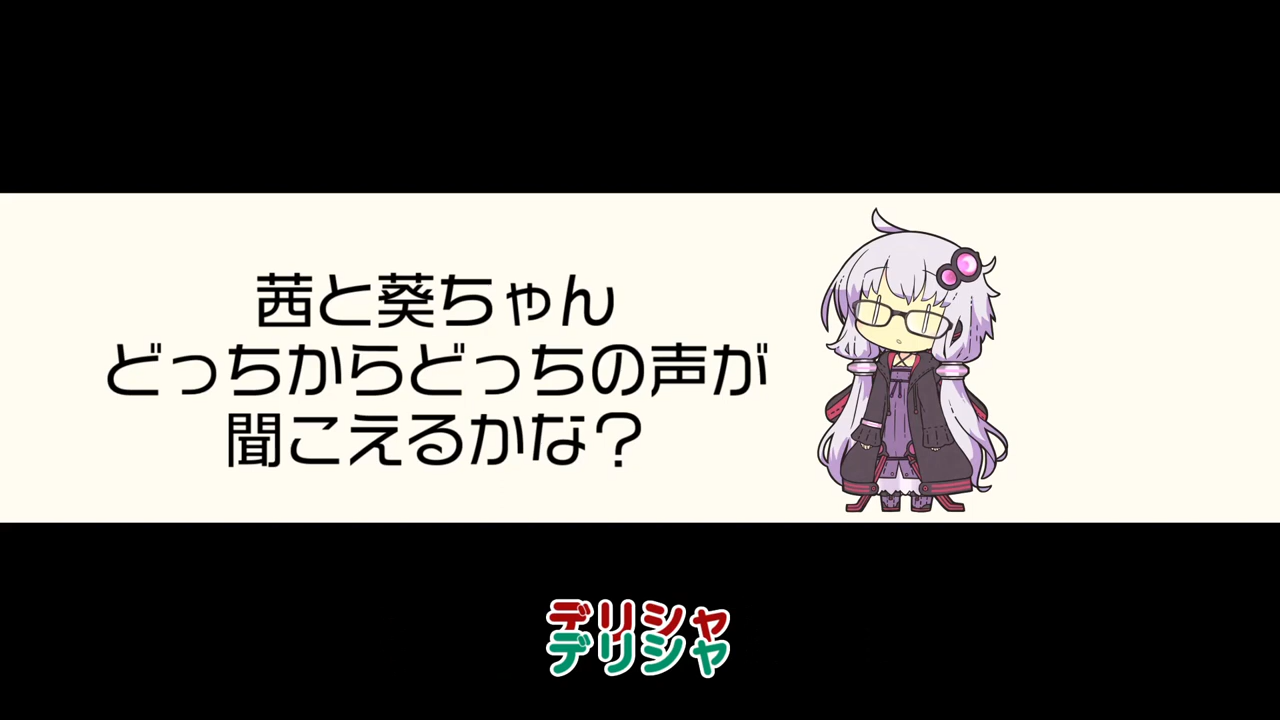 茜と葵ちゃん
どっちからどっちの声が
聞こえるかな？
デリシャ
デリシャ